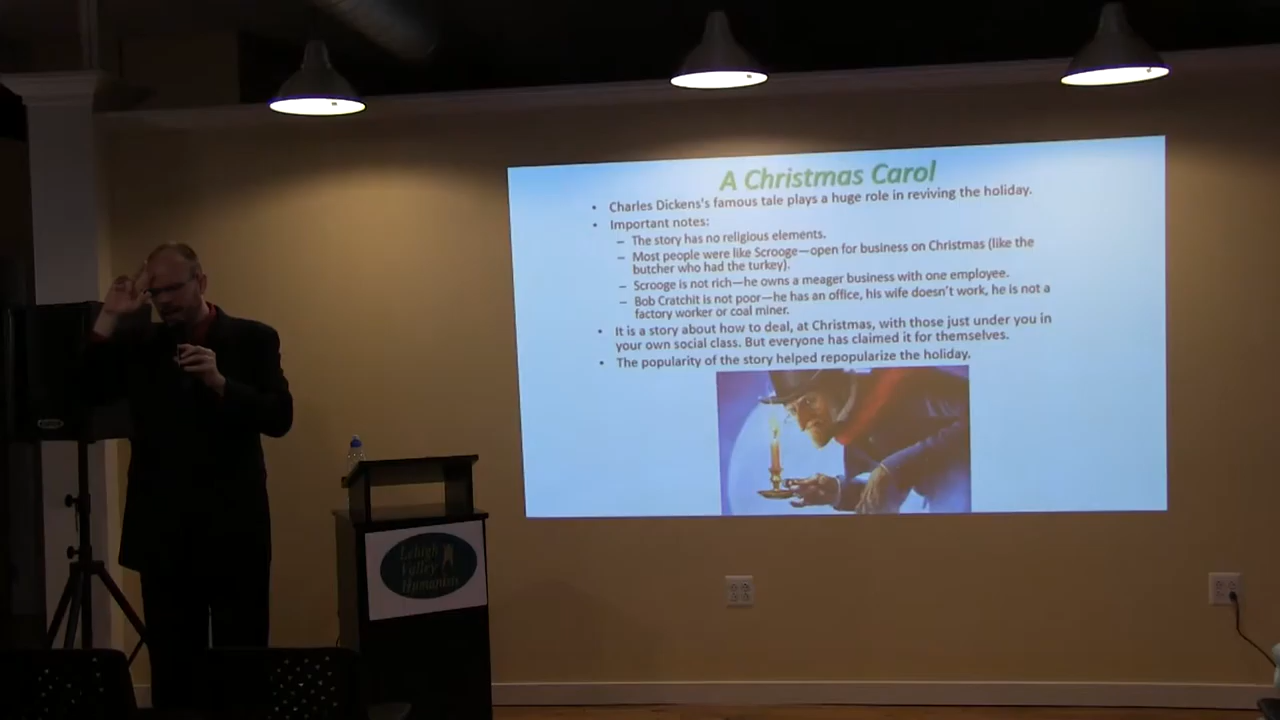 A Christmas Carol
• Charles Dickens's famous tale plays a huge role in reviving the holiday.
• Important notes:
– The story has no religious elements.
– Most people were like Scrooge—open for business on Christmas (like the
butcher who had the turkey).
– Scrooge is not rich—he owns a meager business with one employee.
– Bob Cratchit is not poor—he has an office, his wife doesn't work, he is not a
factory worker or coal miner.
• It is a story about how to deal, at Christmas, with those just under you in
your own social class. But everyone has claimed it for themselves.
• The popularity of the story helped repopularize the holiday.
Lehigh
Valley
Humanists